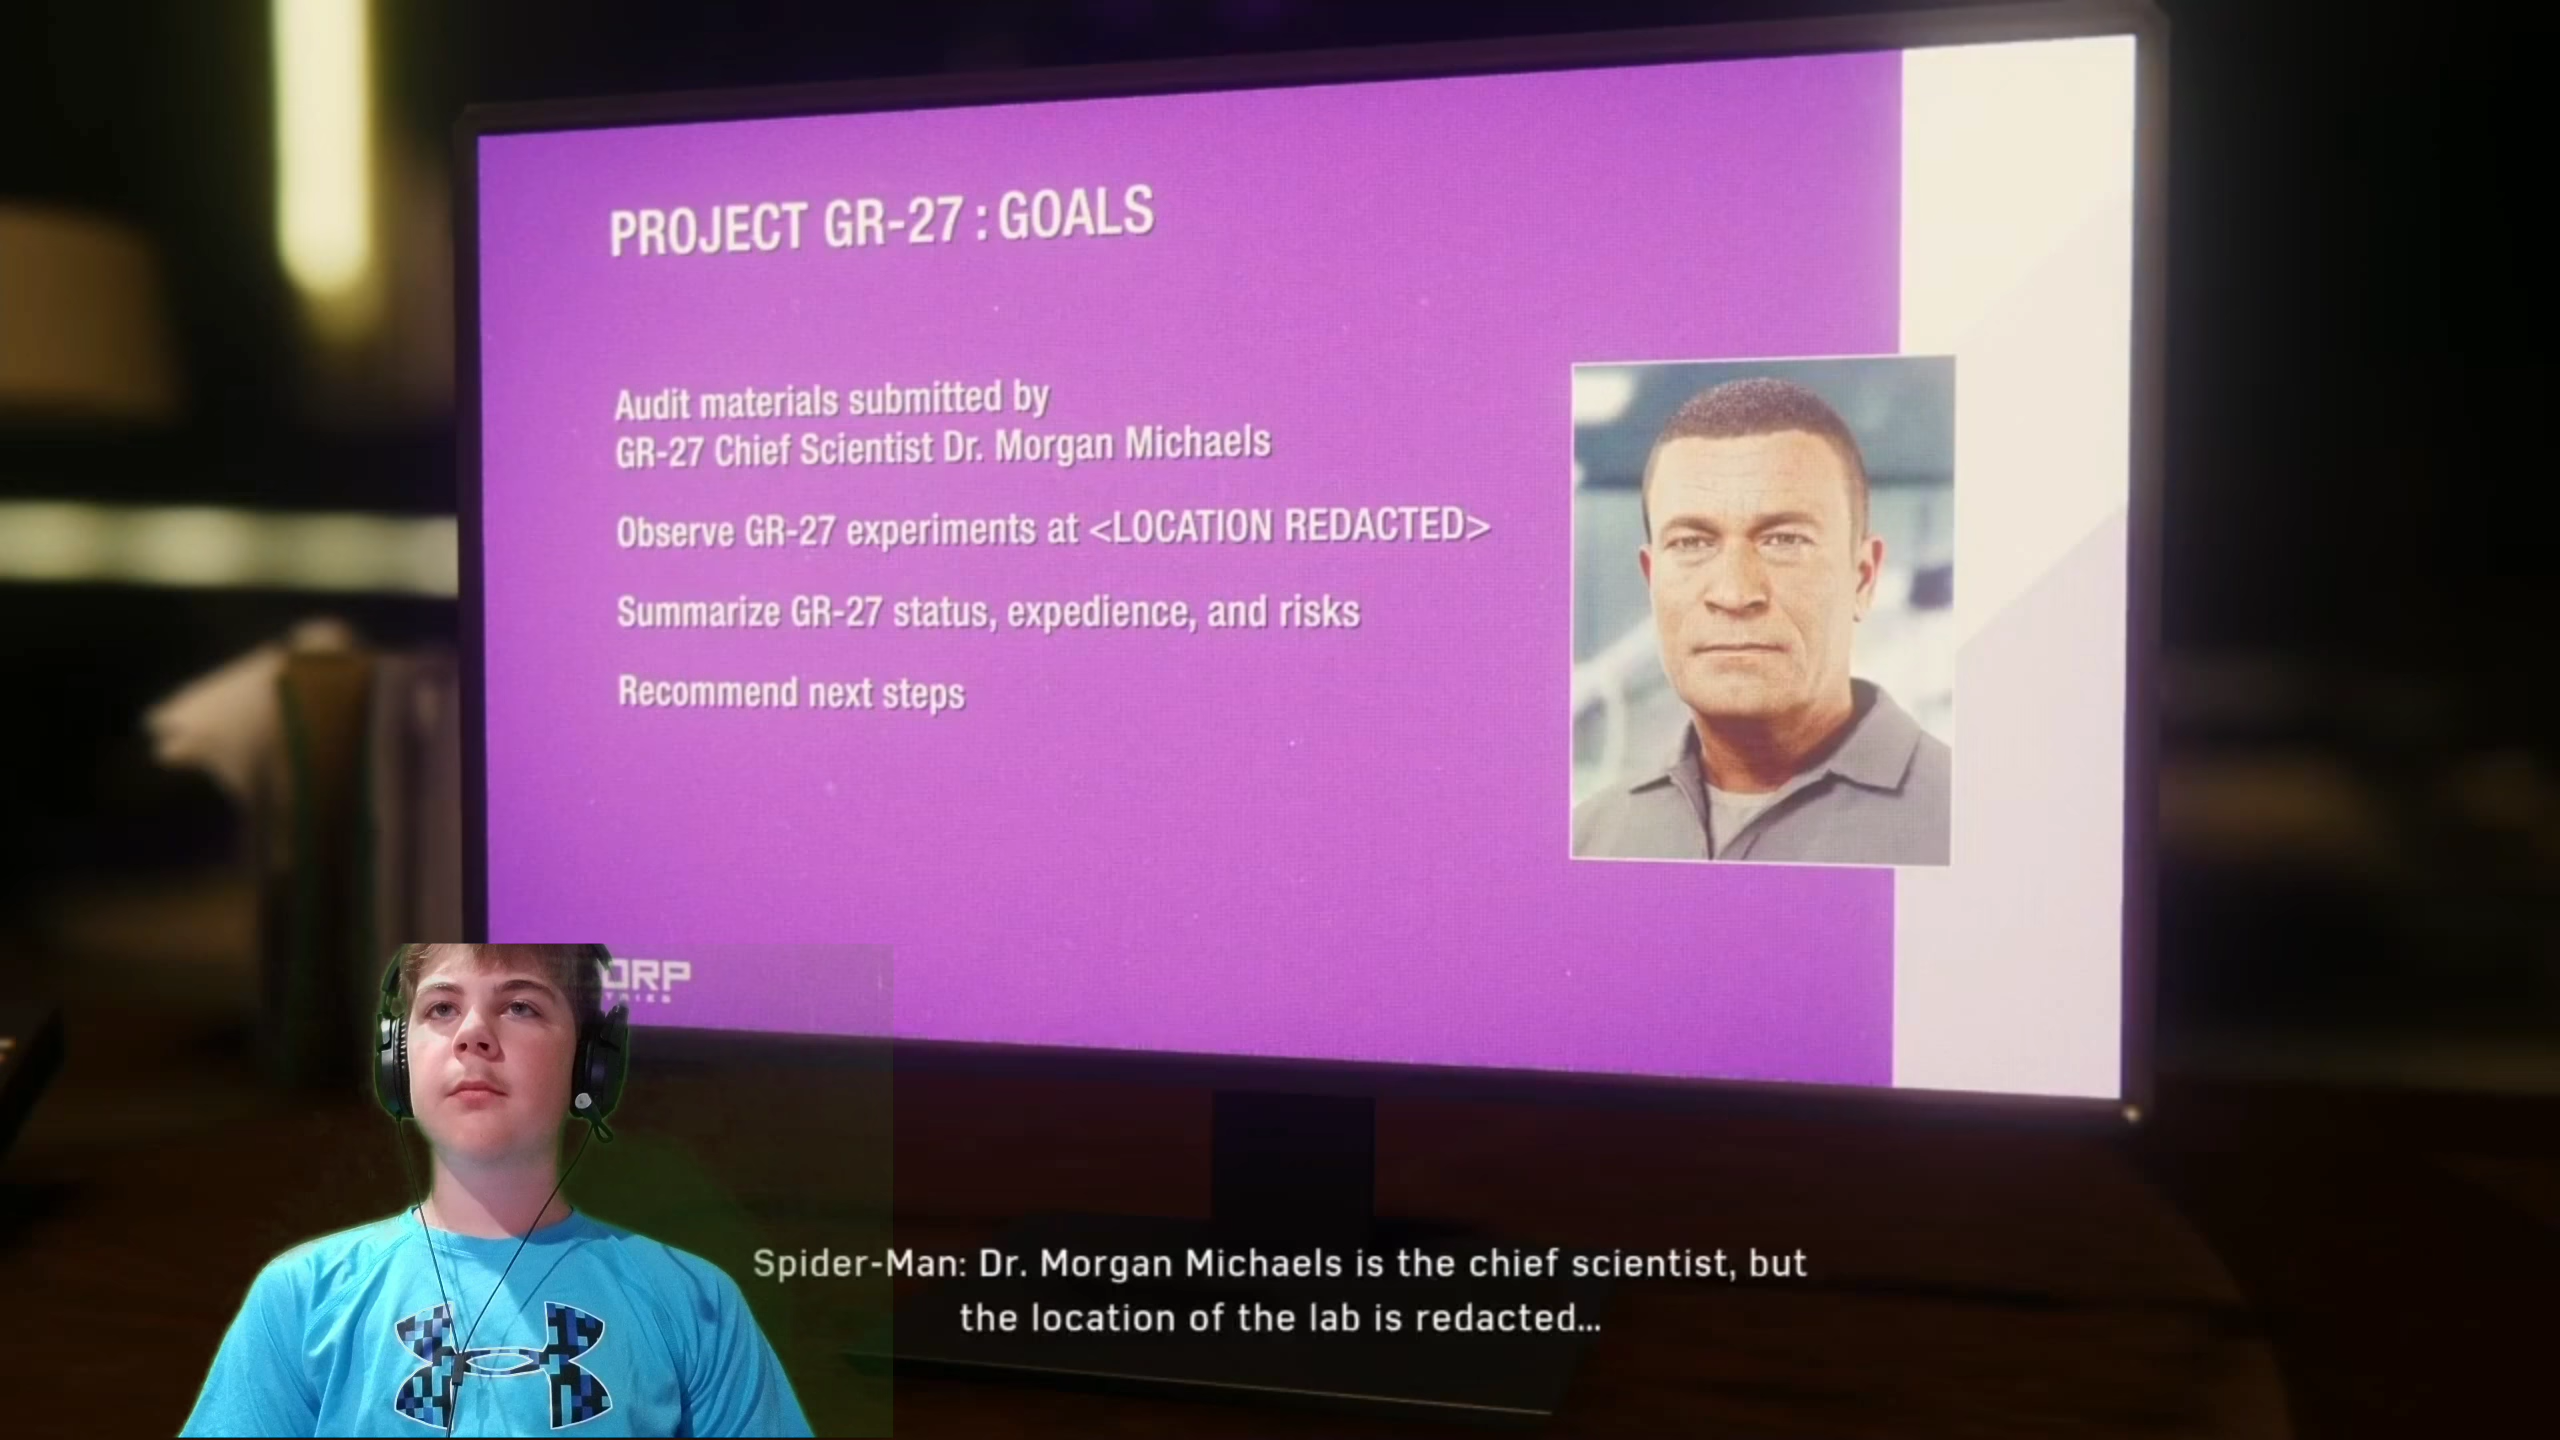 PROJECT GR-27 : GOALS
Audit materials submitted by
GR-27 Chief Scientist Dr. Morgan Michaels
Observe GR-27 experiments at <LOCATION REDACTED>
Summarize GR-27 status, expedience, and risks
Recommend next steps
Spider-Man: Dr. Morgan Michaels is the chief scientist, but
the location of the lab is redacted...